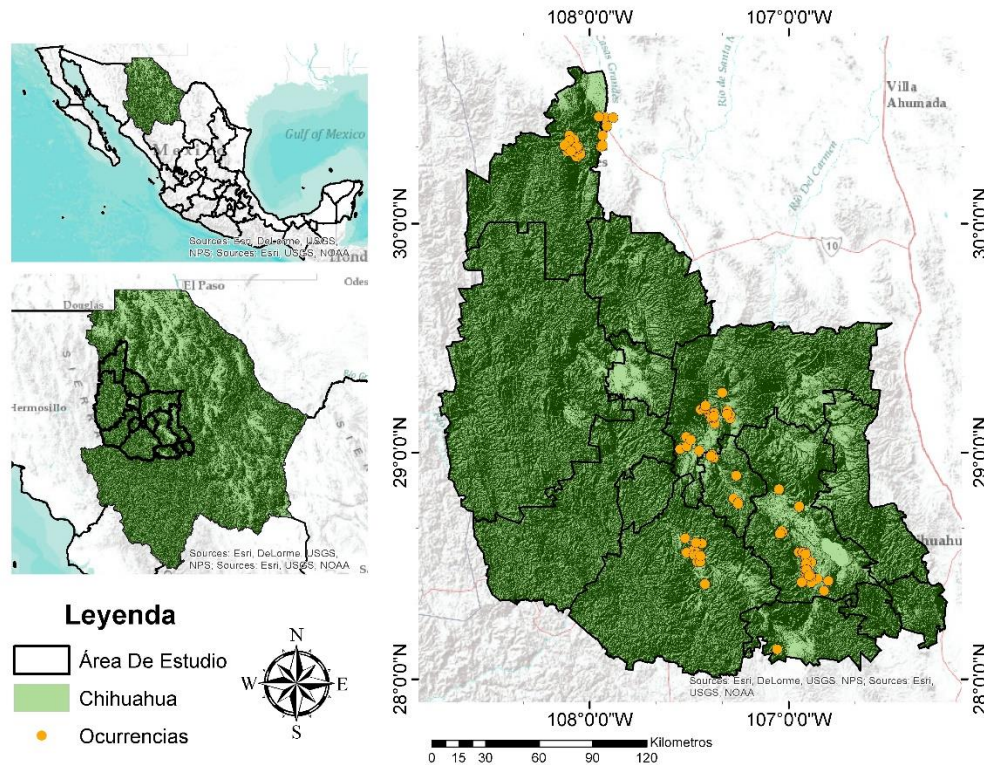 Gulf of Mexico
Mexico
Sources: Esri, DeLorme, USGS,
NPS; Sources: Esri, USGS, NOAA
Hond
El Paso
Odes
Douglas
Hermosillo
Sources: Esri, DeLorme, USGS,
NPS; Sources: Esri, USGS, NOAA
Leyenda
Área De Estudio
Chihuahua
Ocurrencias
N
W
E
S
108°0'0"W
107°0'0"W
Villa
Ahumada
Río Del Carmen
10
30°0'0"N
30°0'0"N
29°0'0"N
29°0'0"N
28°0'0"N
28°0'0"N
Sources: Esri, DeLorme, USGS, NPS; Sources: Esri,
USGS, NOAA
108°0'0"W
107°0'0"W
Kilometros
0 15 30 60 90 120